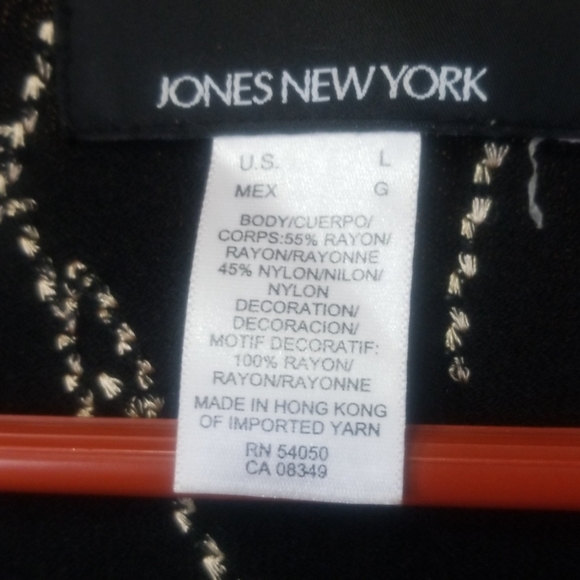 JONES NEW YORK
U.S. L
MEX G
BODY/CUERPO/
CORPS:55% RAYON/
RAYON/RAYONNE
45% NYLON/NILON/
NYLON
DECORATION/
DECORACION/
MOTIF DECORATIF:
100% RAYON/
RAYON/RAYONNE
MADE IN HONG KONG
OF IMPORTED YARN
RN 54050
CA 08349